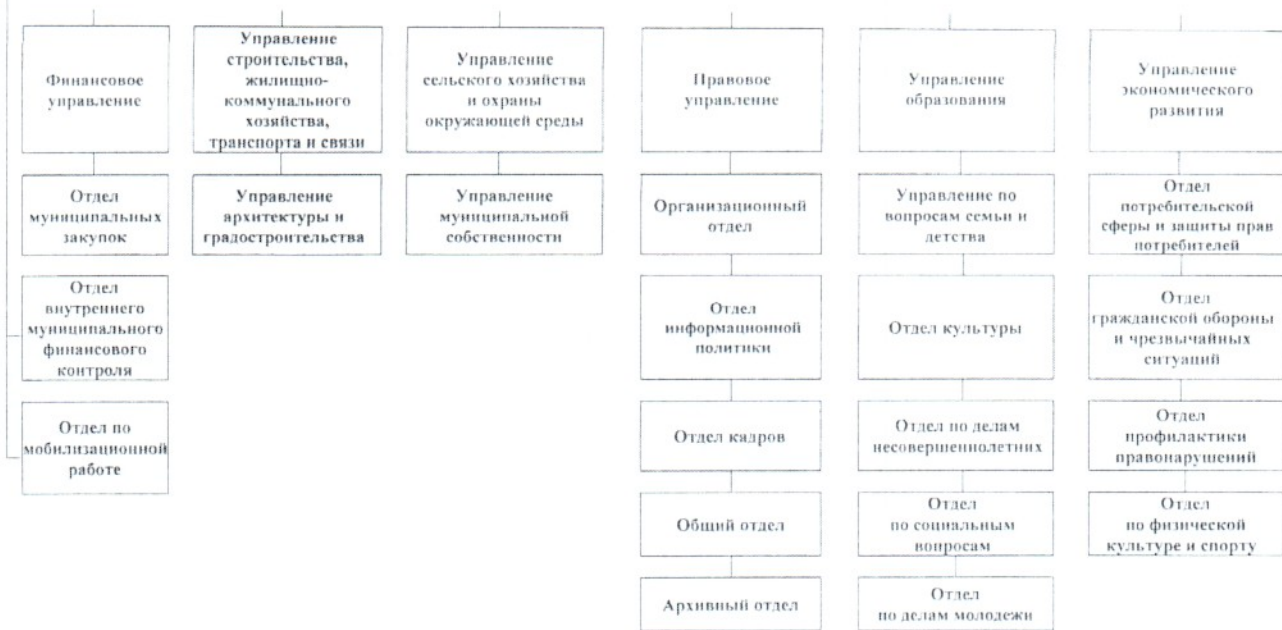 Финансовое
управление
Управление
строительства,
жилищно-
коммунального
хозяйства,
транспорта и связи
Управление
сельского хозяйства
и охраны
окружающей среды
Правовое
управление
Управление
образования
Управление
экономического
развития
Отдел
муниципальных
закупок
Управление
архитектуры и
градостроительства
Управление
муниципальной
собственности
Организационный
отдел
Управление по
вопросам семьи и
детства
Отдел
потребительской
сферы и защиты прав
потребителей
Отдел
внутреннего
муниципального
финансового
контроля
Отдел
информационной
политики
Отдел культуры
Отдел
гражданской обороны
и чрезвычайных
ситуаций
Отдел по
мобилизационной
работе
Отдел кадров
Отдел по делам
несовершеннолетних
Отдел
профилактики
правонарушений
Общий отдел
Отдел
по социальным
вопросам
Отдел
по физической
культуре и спорту
Архивный отдел
Отдел
по делам молодежи